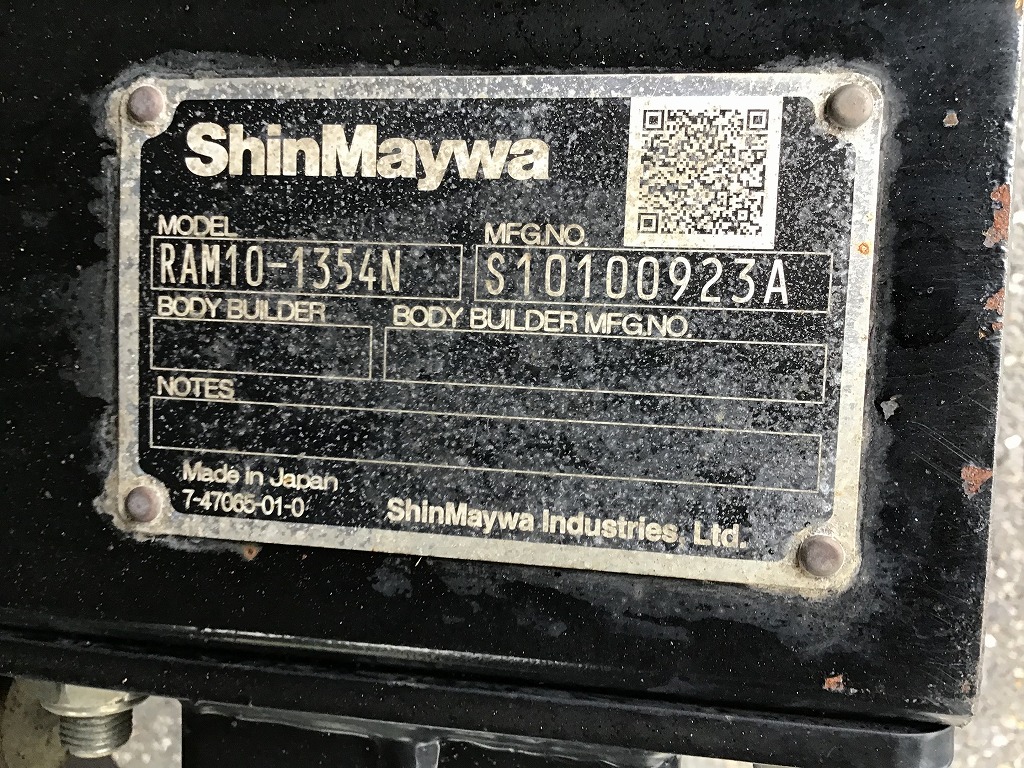 ShinMaywa
MODEL MFG.NO.
RAM10-1354N S10100923A
BODY BUILDER BODY BUILDER MFG.NO.
NOTES
Made in Japan
7-47065-01-0
ShinMaywa Industries, Ltd.